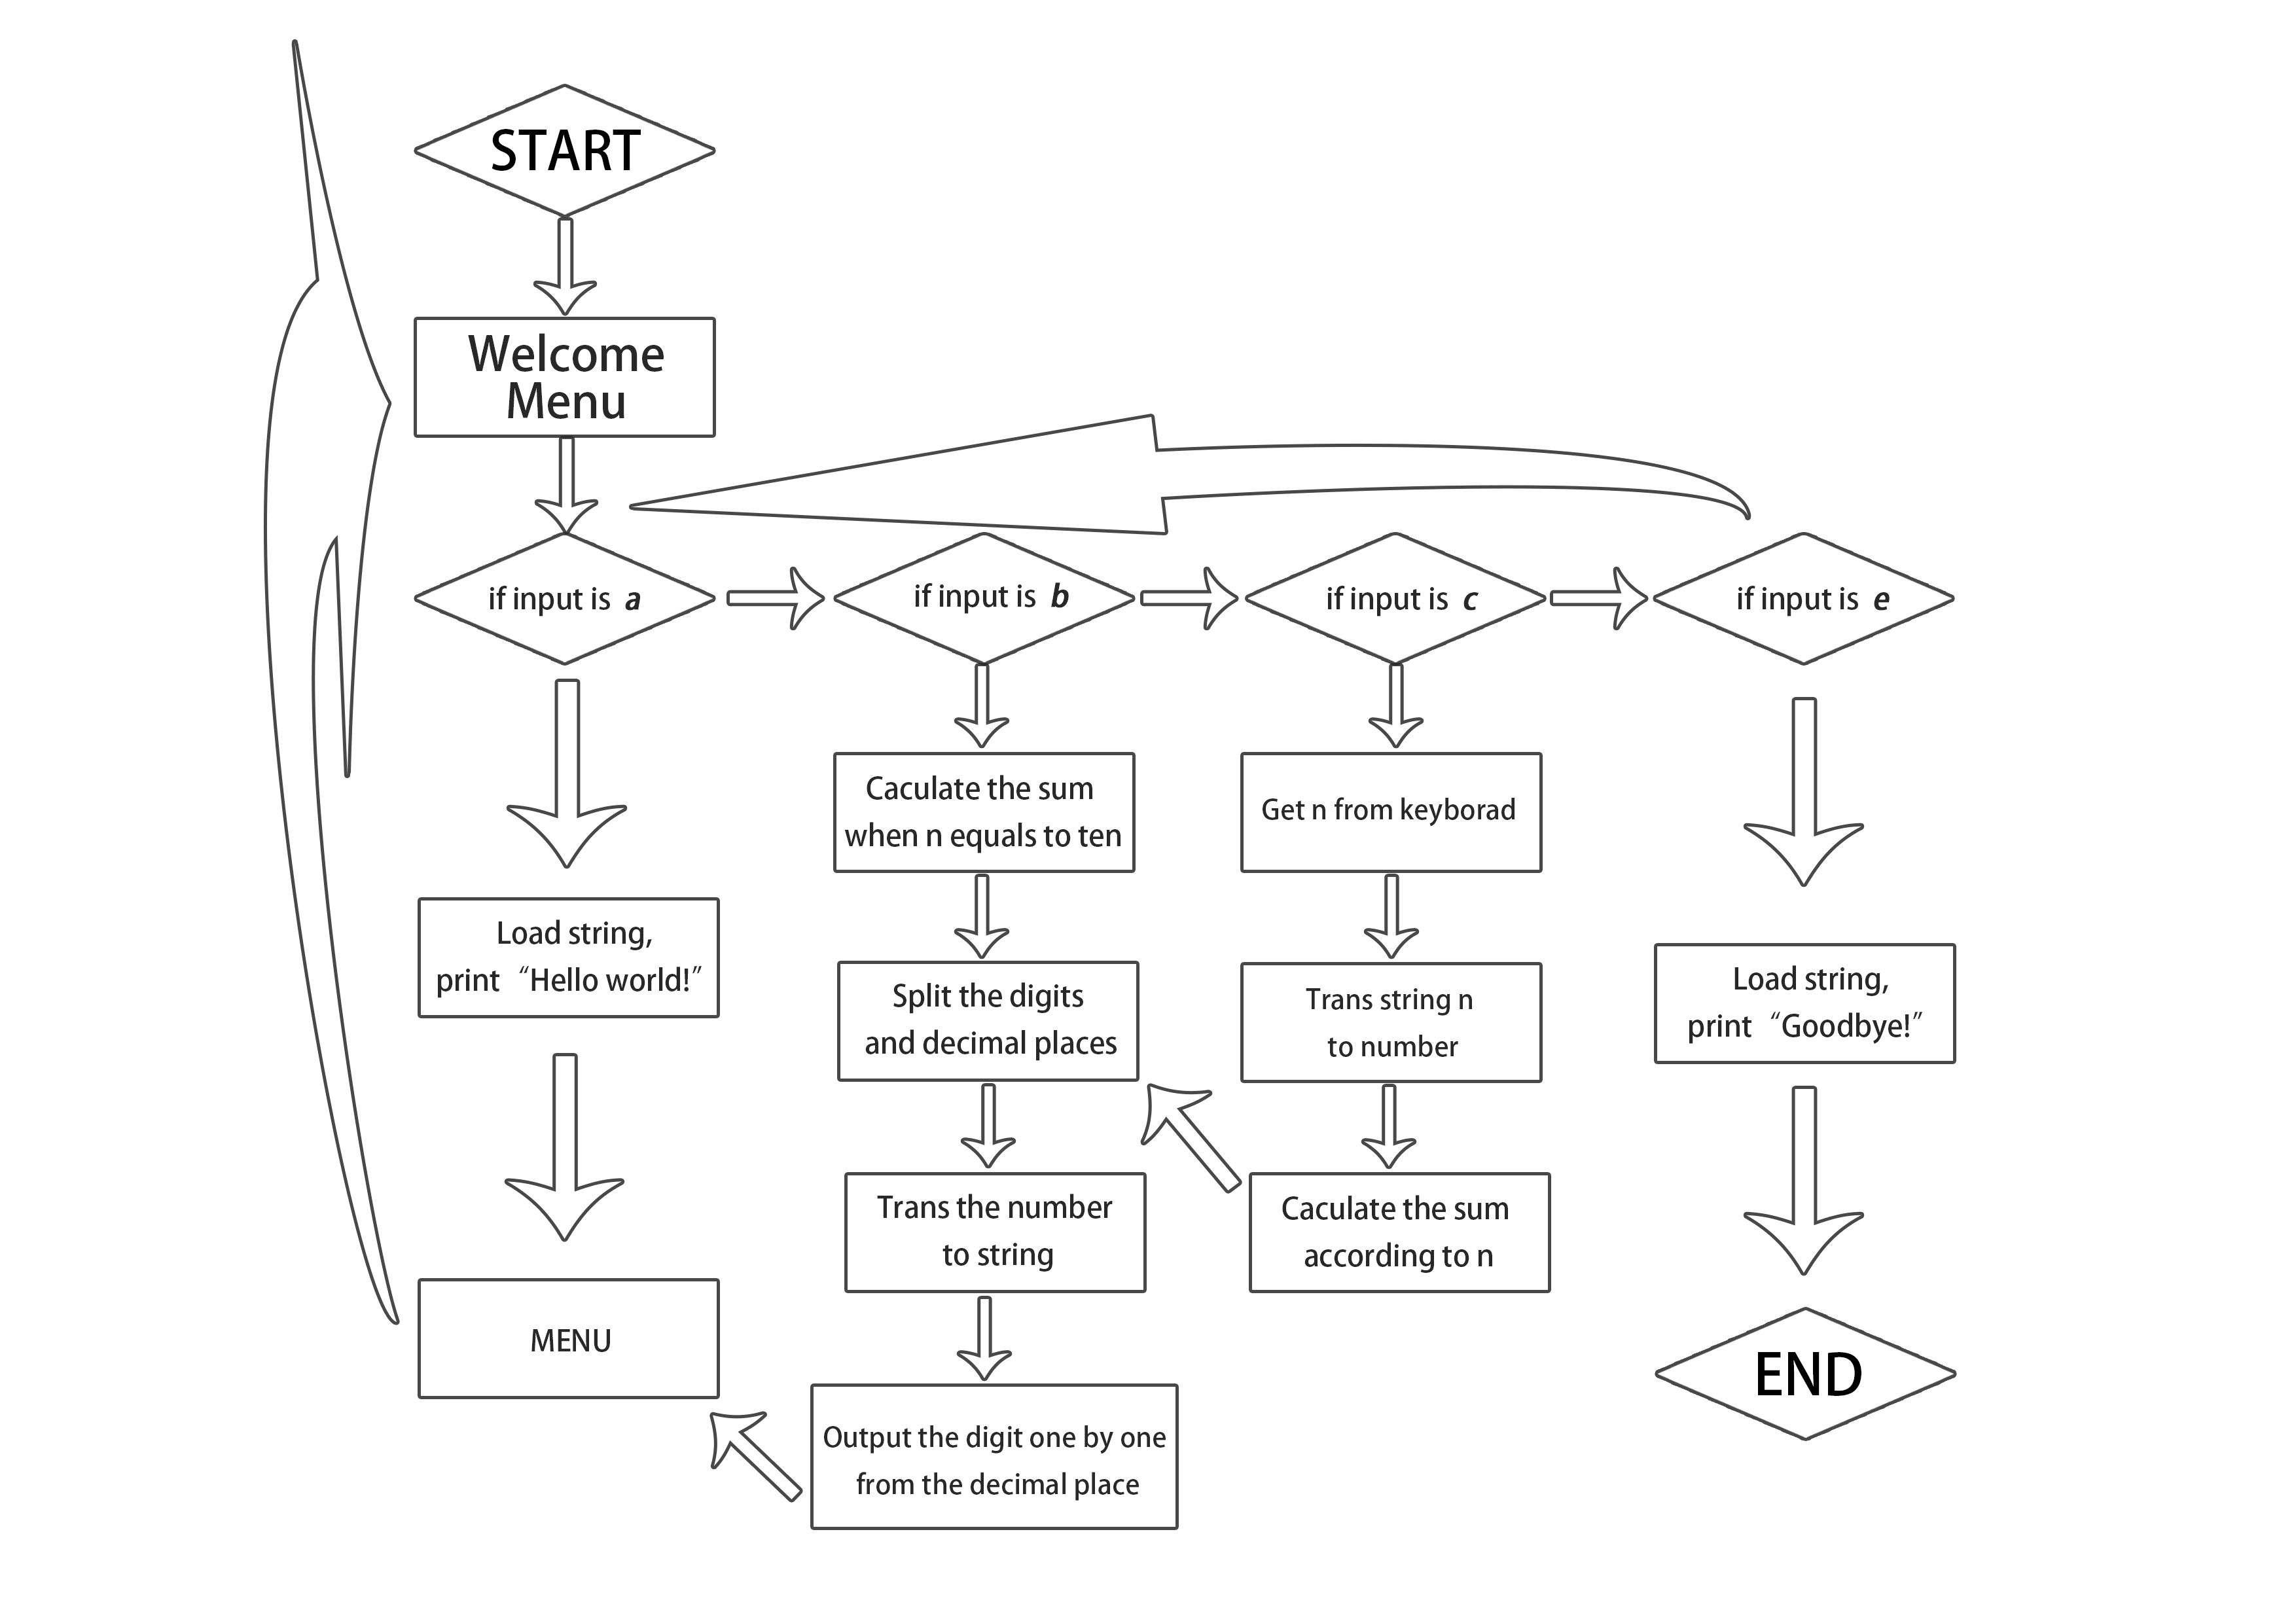 START
Welcome
Menu
if input is a
if input is b
if input is c
if input is e
Load string,
print “Hello world!”
MENU
Caculate the sum
when n equals to ten
Split the digits
and decimal places
Trans the number
to string
Output the digit one by one
from the decimal place
Get n from keyborad
Trans string n
to number
Caculate the sum
according to n
Load string,
print “Goodbye!”
END